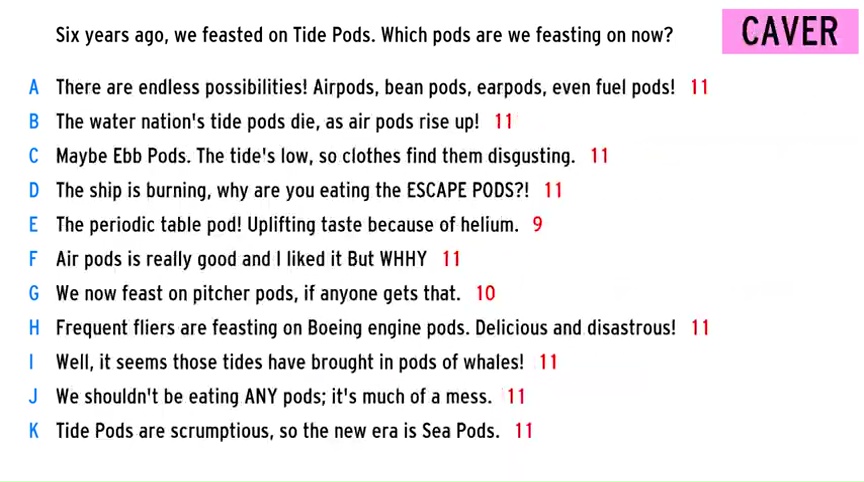 Six years ago, we feasted on Tide Pods. Which pods are we feasting on now?
CAVER
A There are endless possibilities! Airpods, bean pods, earpods, even fuel pods! 11
B The water nation's tide pods die, as air pods rise up! 11
C Maybe Ebb Pods. The tide's low, so clothes find them disgusting. 11
D The ship is burning, why are you eating the ESCAPE PODS?! 11
E The periodic table pod! Uplifting taste because of helium. 9
F Air pods is really good and I liked it But WHHY 11
G We now feast on pitcher pods, if anyone gets that. 10
H Frequent fliers are feasting on Boeing engine pods. Delicious and disastrous! 11
I Well, it seems those tides have brought in pods of whales! 11
J We shouldn't be eating ANY pods; it's much of a mess. 11
K Tide Pods are scrumptious, so the new era is Sea Pods. 11